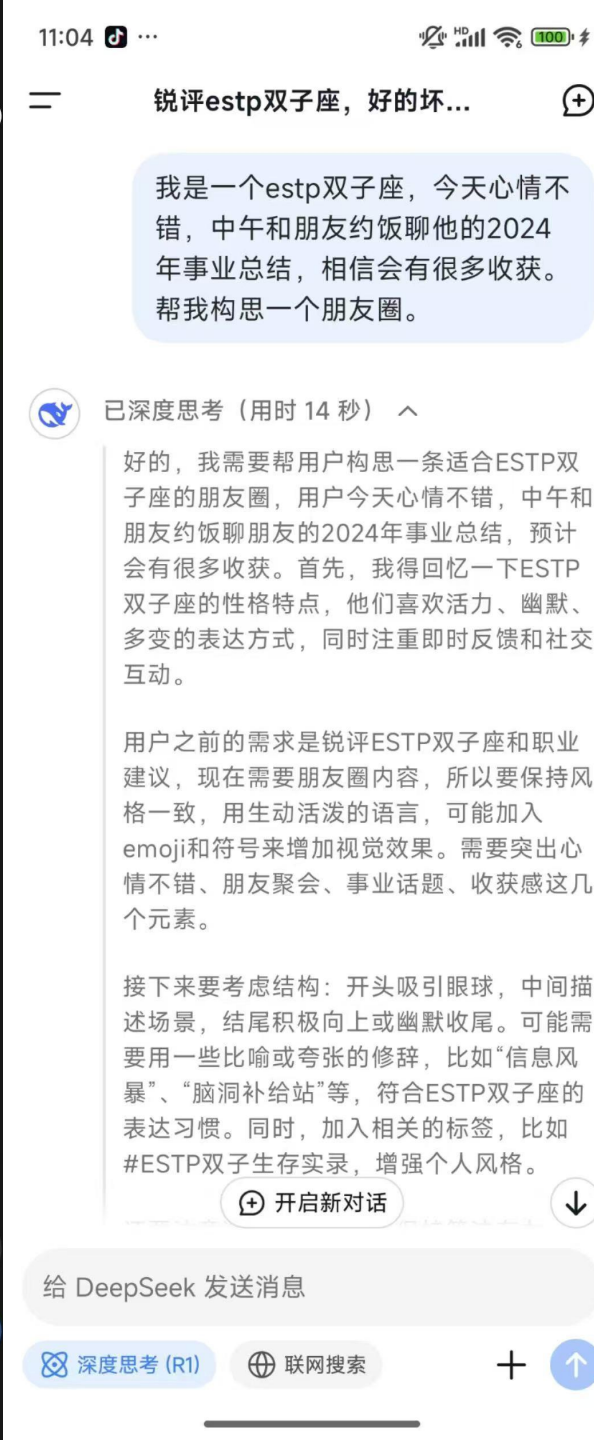 11:04 ...
HD 6 100
锐评estp双子座，好的坏...
我是一个estp双子座，今天心情不
错，中午和朋友约饭聊他的2024
年事业总结，相信会有很多收获。
帮我构思一个朋友圈。
已深度思考（用时 14 秒）
好的，我需要帮用户构思一条适合ESTP双
子座的朋友圈，用户今天心情不错，中午和
朋友约饭聊朋友的2024年事业总结，预计
会有很多收获。首先，我得回忆一下ESTP
双子座的性格特点，他们喜欢活力、幽默、
多变的表达方式，同时注重即时反馈和社交
互动。
用户之前的需求是锐评ESTP双子座和职业
建议，现在需要朋友圈内容，所以要保持风
格一致，用生动活泼的语言，可能加入
emoji和符号来增加视觉效果。需要突出心
情不错、朋友聚会、事业话题、收获感这几
个元素。
接下来要考虑结构：开头吸引眼球，中间描
述场景，结尾积极向上或幽默收尾。可能需
要用一些比喻或夸张的修辞，比如“信息风
暴”、“脑洞补给站”等，符合ESTP双子座的
表达习惯。同时，加入相关的标签，比如
#ESTP双子生存实录，增强个人风格。
开启新对话
给 DeepSeek 发送消息
深度思考 (R1) 联网搜索